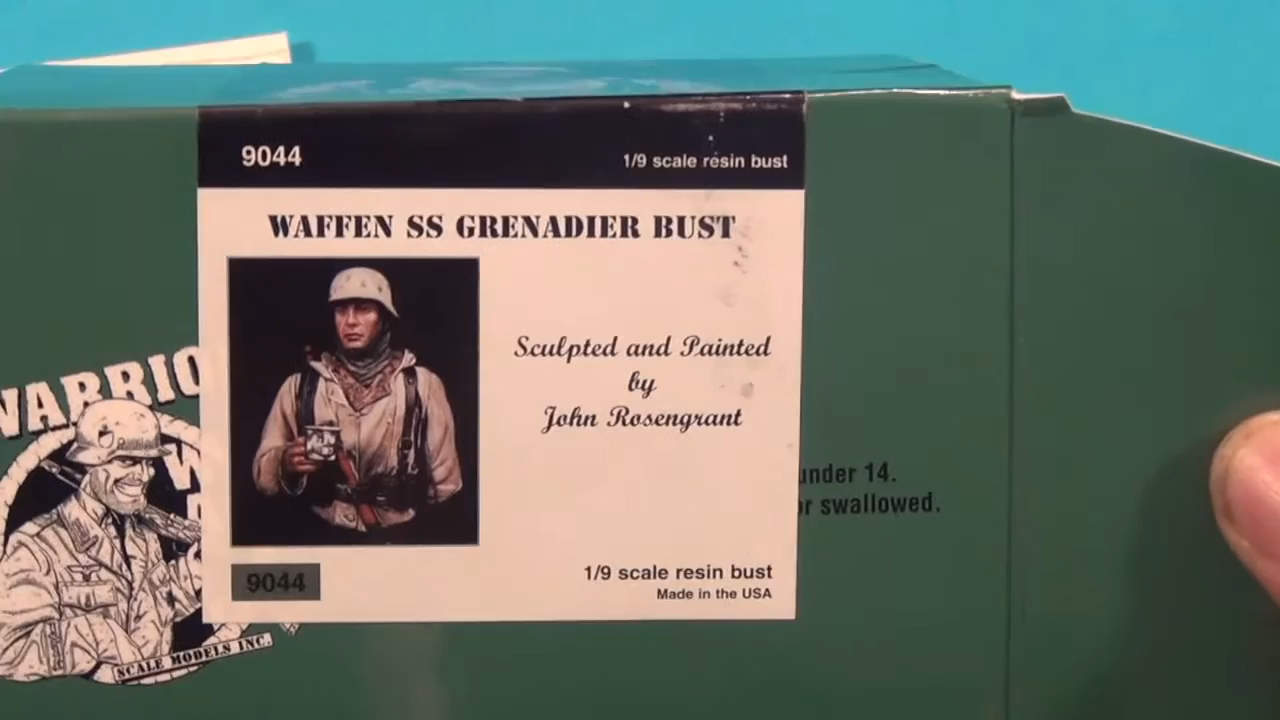 9044
1/9 scale resin bust
WAFFEN SS GRENADIER BUST
Sculpted and Painted
by
John Rosengrant
under 14.
or swallowed.
9044
1/9 scale resin bust
Made in the USA
WARRIO
SCALE MODELS INC.